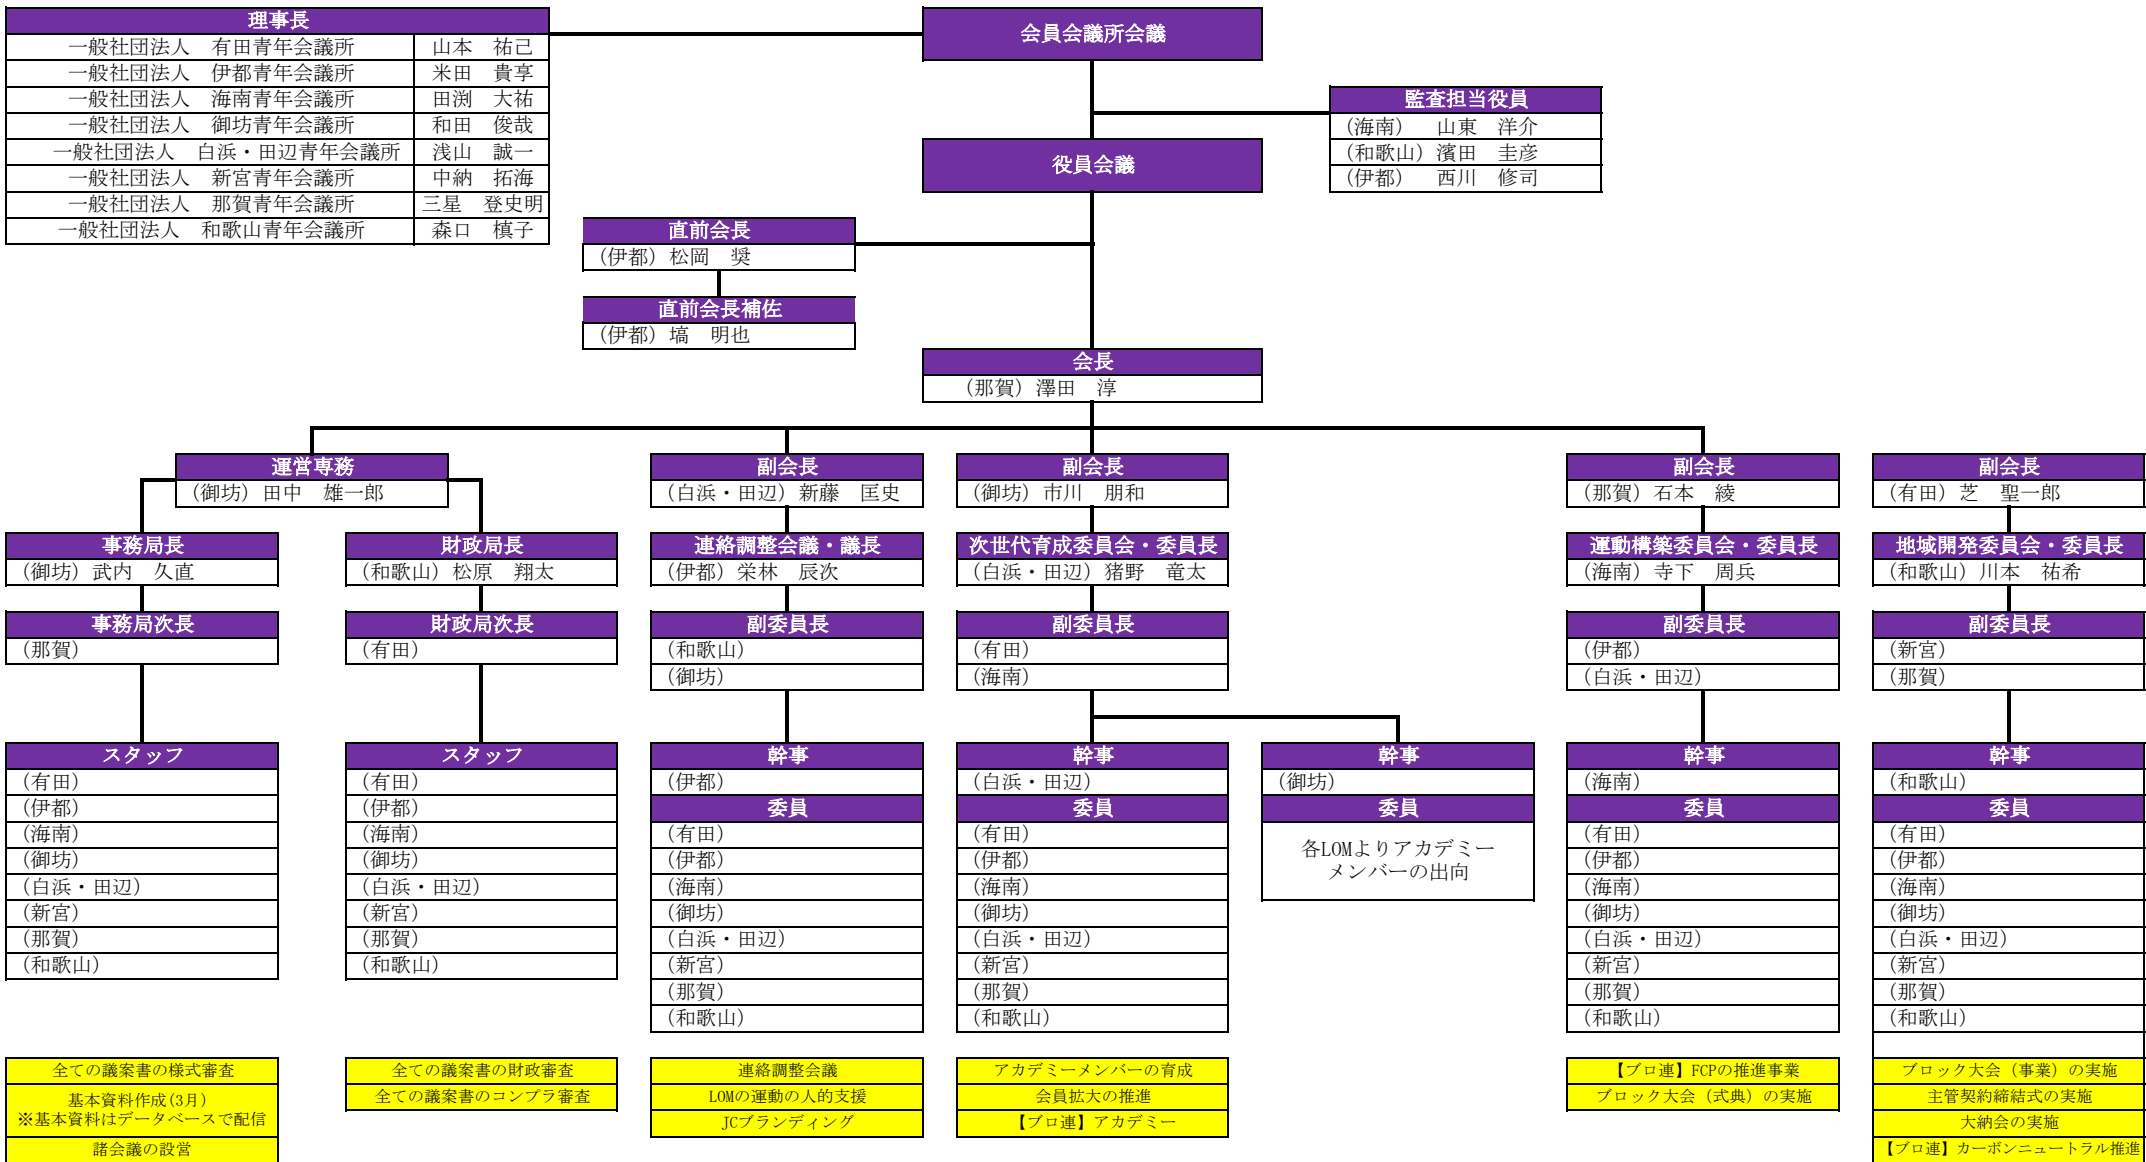 理事長
一般社団法人　有田青年会議所　山本　祐己
一般社団法人　伊都青年会議所　米田　貴享
一般社団法人　海南青年会議所　田渕　大祐
一般社団法人　御坊青年会議所　和田　俊哉
一般社団法人　白浜・田辺青年会議所　浅山　誠一
一般社団法人　新宮青年会議所　中納　拓海
一般社団法人　那賀青年会議所　三星　登史明
一般社団法人　和歌山青年会議所　森口　槙子
会員会議所会議
監査担当役員
（海南）　山東　洋介
（和歌山）濱田　圭彦
（伊都）　西川　修司
役員会議
直前会長
（伊都）松岡　奨
直前会長補佐
（伊都）塙　明也
会長
（那賀）澤田　淳
運営専務
（御坊）田中　雄一郎
事務局長
（御坊）武内　久直
事務局次長
（那賀）
スタッフ
（有田）
（伊都）
（海南）
（御坊）
（白浜・田辺）
（新宮）
（那賀）
（和歌山）
全ての議案書の様式審査
基本資料作成(3月)
※基本資料はデータベースで配信
諸会議の設営
財政局長
（和歌山）松原　翔太
財政局次長
（有田）
スタッフ
（有田）
（伊都）
（海南）
（御坊）
（白浜・田辺）
（新宮）
（那賀）
（和歌山）
全ての議案書の財政審査
全ての議案書のコンプラ審査
副会長
（白浜・田辺）新藤　匡史
連絡調整会議・議長
（伊都）栄林　辰次
副委員長
（和歌山）
（御坊）
幹事
（伊都）
委員
（有田）
（伊都）
（海南）
（御坊）
（白浜・田辺）
（新宮）
（那賀）
（和歌山）
連絡調整会議
LOMの運動の人的支援
JCブランディング
副会長
（御坊）市川　朋和
次世代育成委員会・委員長
（白浜・田辺）猪野　竜太
副委員長
（有田）
（海南）
幹事
（白浜・田辺）
委員
（有田）
（伊都）
（海南）
（御坊）
（白浜・田辺）
（新宮）
（那賀）
（和歌山）
アカデミーメンバーの育成
会員拡大の推進
【ブロ連】アカデミー
幹事
（御坊）
委員
各LOMよりアカデミー
メンバーの出向
副会長
（那賀）石本　綾
運動構築委員会・委員長
（海南）寺下　周兵
副委員長
（伊都）
（白浜・田辺）
幹事
（海南）
委員
（有田）
（伊都）
（海南）
（御坊）
（白浜・田辺）
（新宮）
（那賀）
（和歌山）
【ブロ連】FCPの推進事業
ブロック大会（式典）の実施
副会長
（有田）芝　聖一郎
地域開発委員会・委員長
（和歌山）川本　祐希
副委員長
（新宮）
（那賀）
幹事
（和歌山）
委員
（有田）
（伊都）
（海南）
（御坊）
（白浜・田辺）
（新宮）
（那賀）
（和歌山）
ブロック大会（事業）の実施
主管契約締結式の実施
大納会の実施
【ブロ連】カーボンニュートラル推進